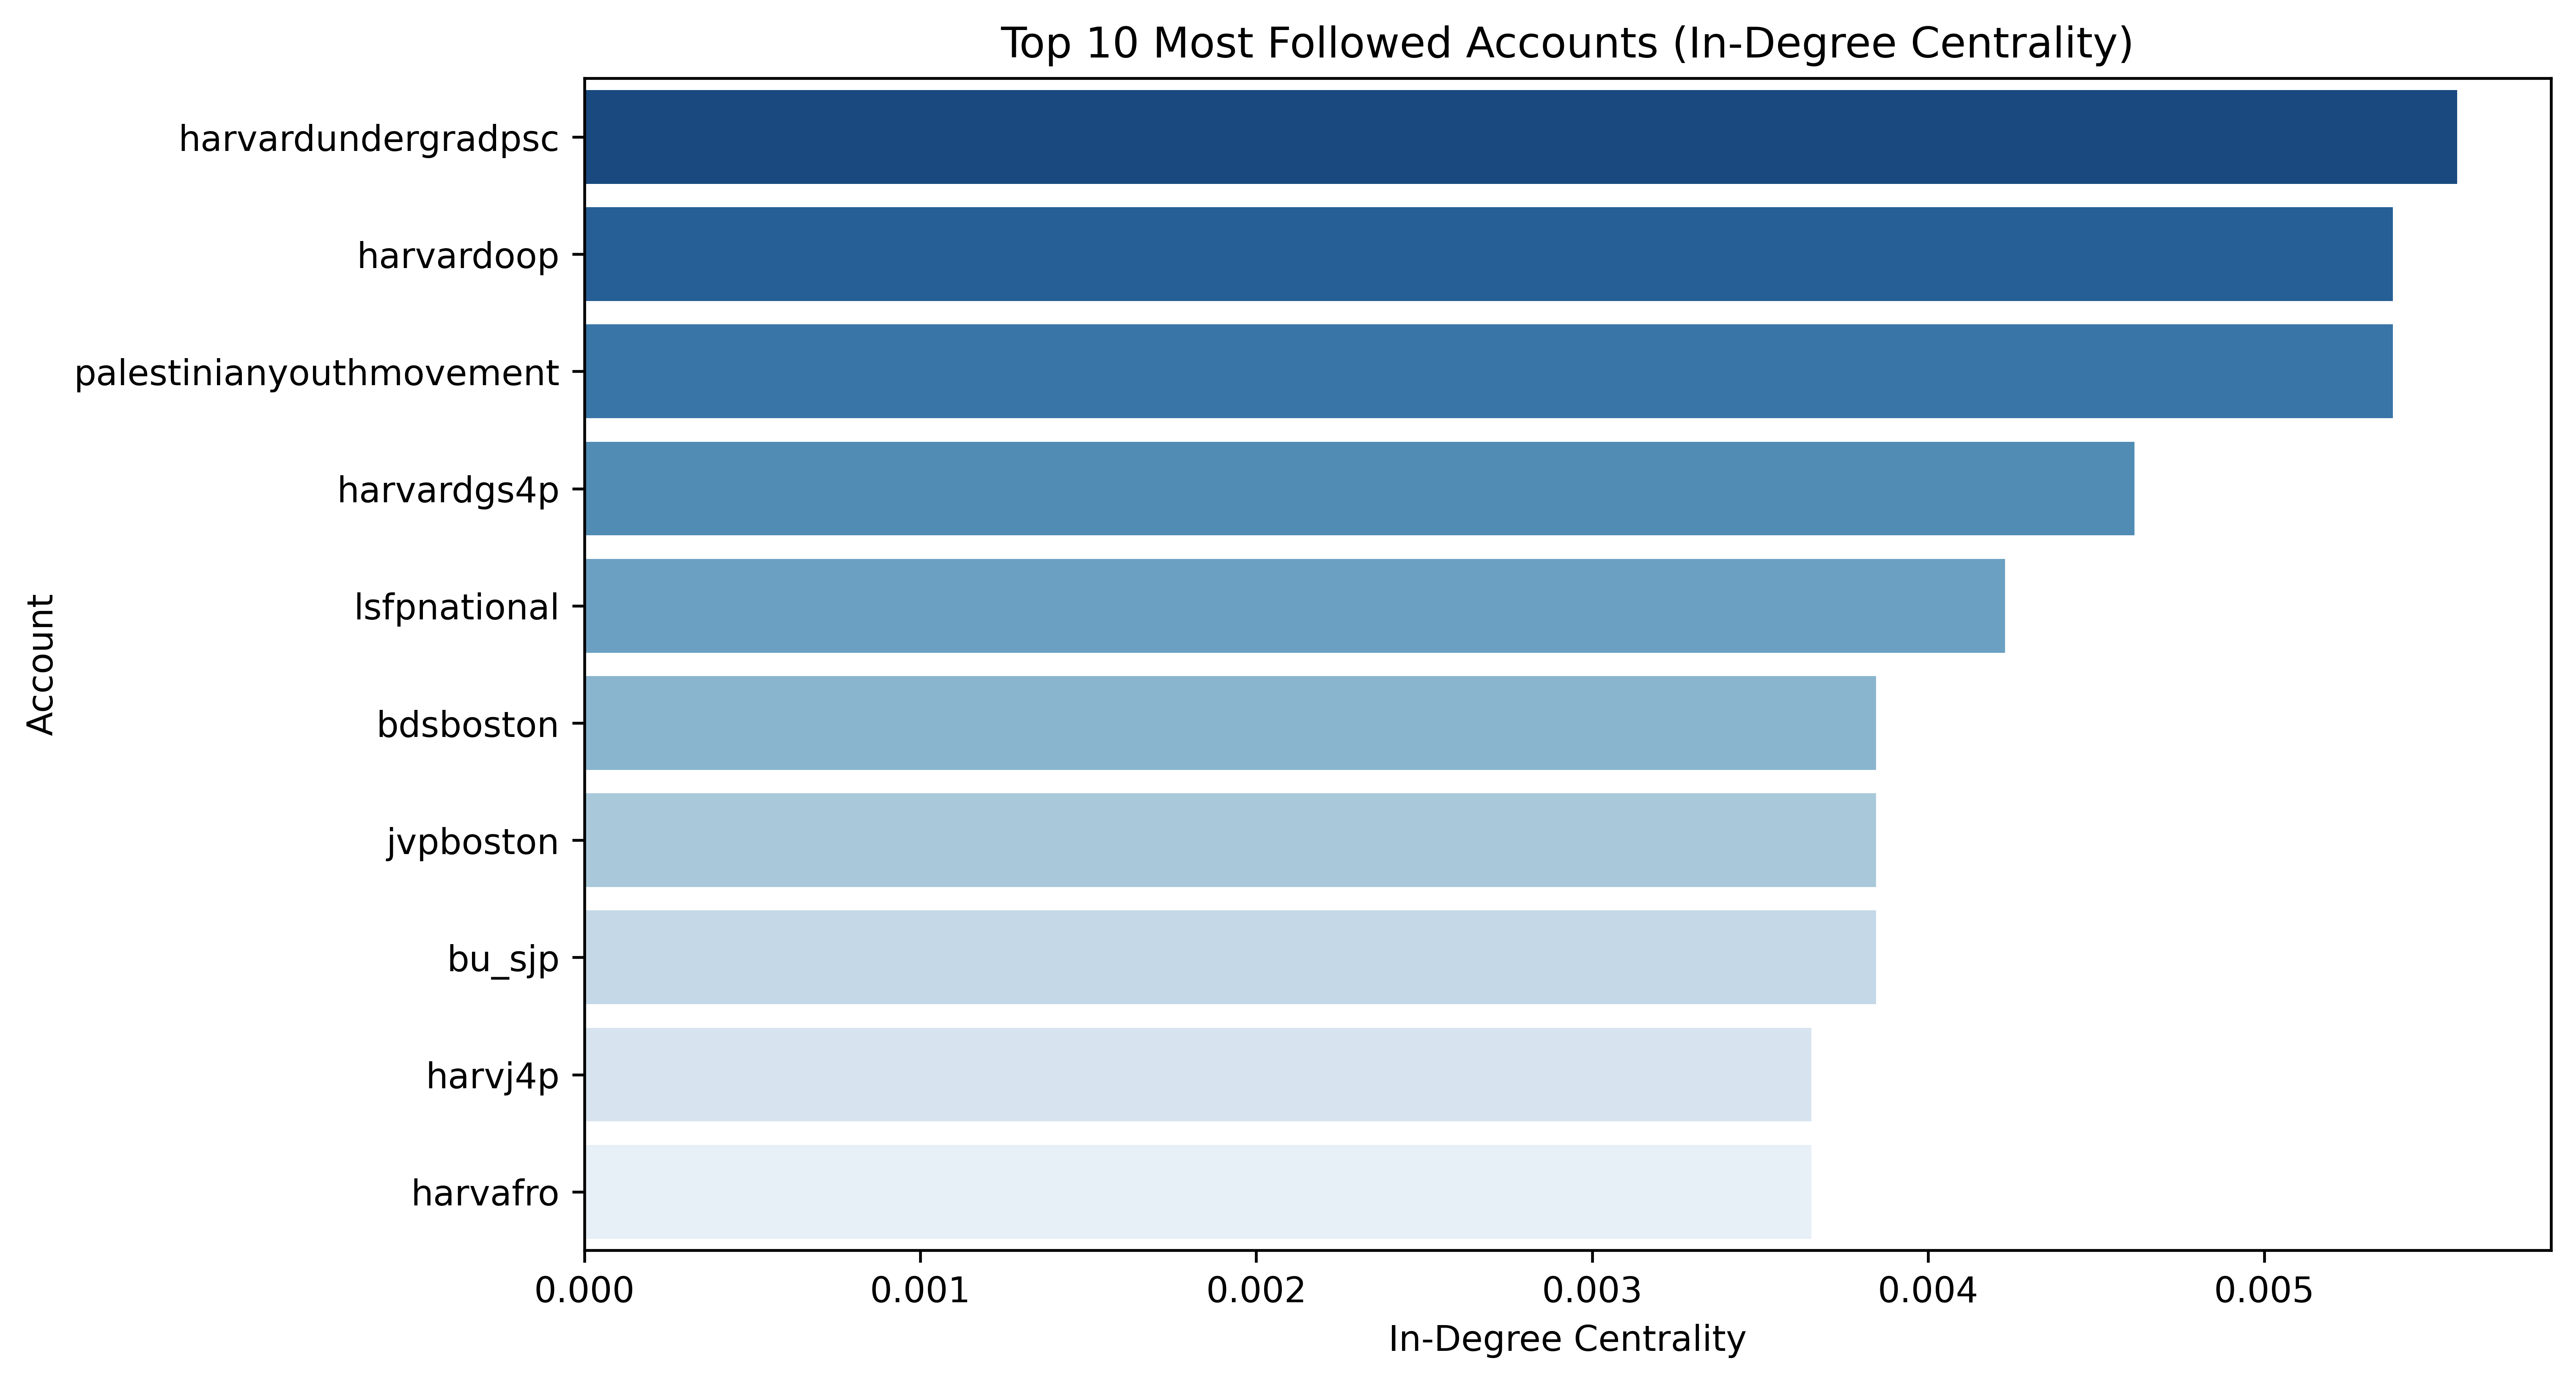 Top 10 Most Followed Accounts (In-Degree Centrality)
Account
harvardundergradpsc
harvardoop
palestinianyouthmovement
harvardgs4p
lsfpnational
bdsboston
jvpboston
bu_sjp
harvj4p
harvafro
0.000 0.001 0.002 0.003 0.004 0.005
In-Degree Centrality